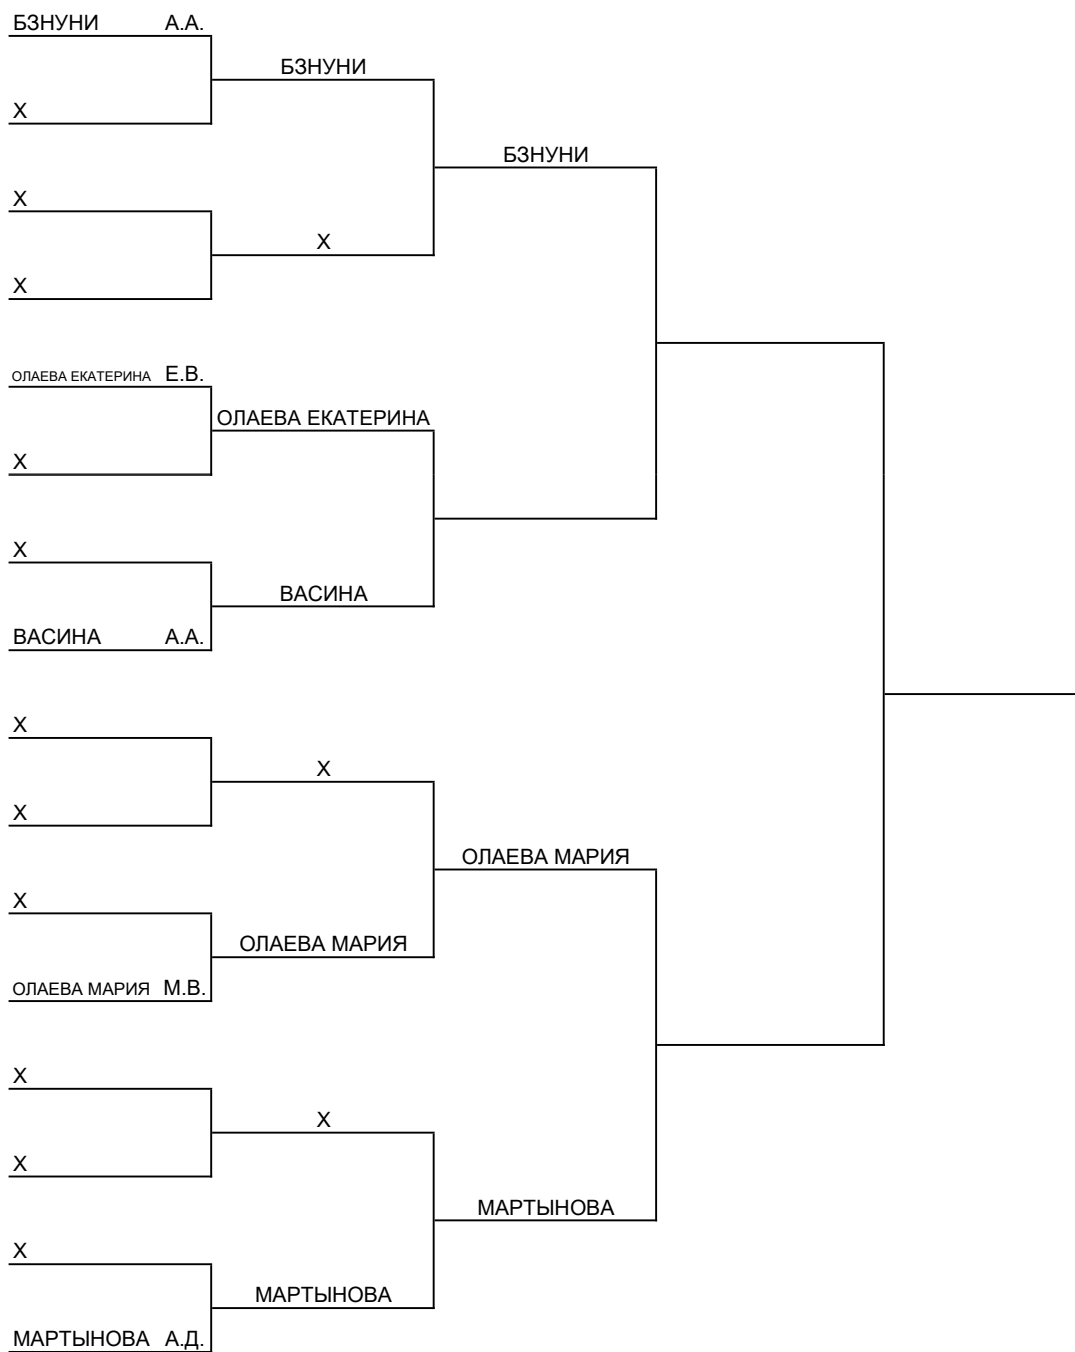 БЗНУНИ А.А.
БЗНУНИ
Х
БЗНУНИ
Х
Х
Х
ОЛАЕВА ЕКАТЕРИНА Е.В.
ОЛАЕВА ЕКАТЕРИНА
Х
Х
ВАСИНА
ВАСИНА А.А.
Х
Х
Х
ОЛАЕВА МАРИЯ
Х
ОЛАЕВА МАРИЯ
ОЛАЕВА МАРИЯ М.В.
Х
Х
Х
МАРТЫНОВА
Х
МАРТЫНОВА
МАРТЫНОВА А.Д.